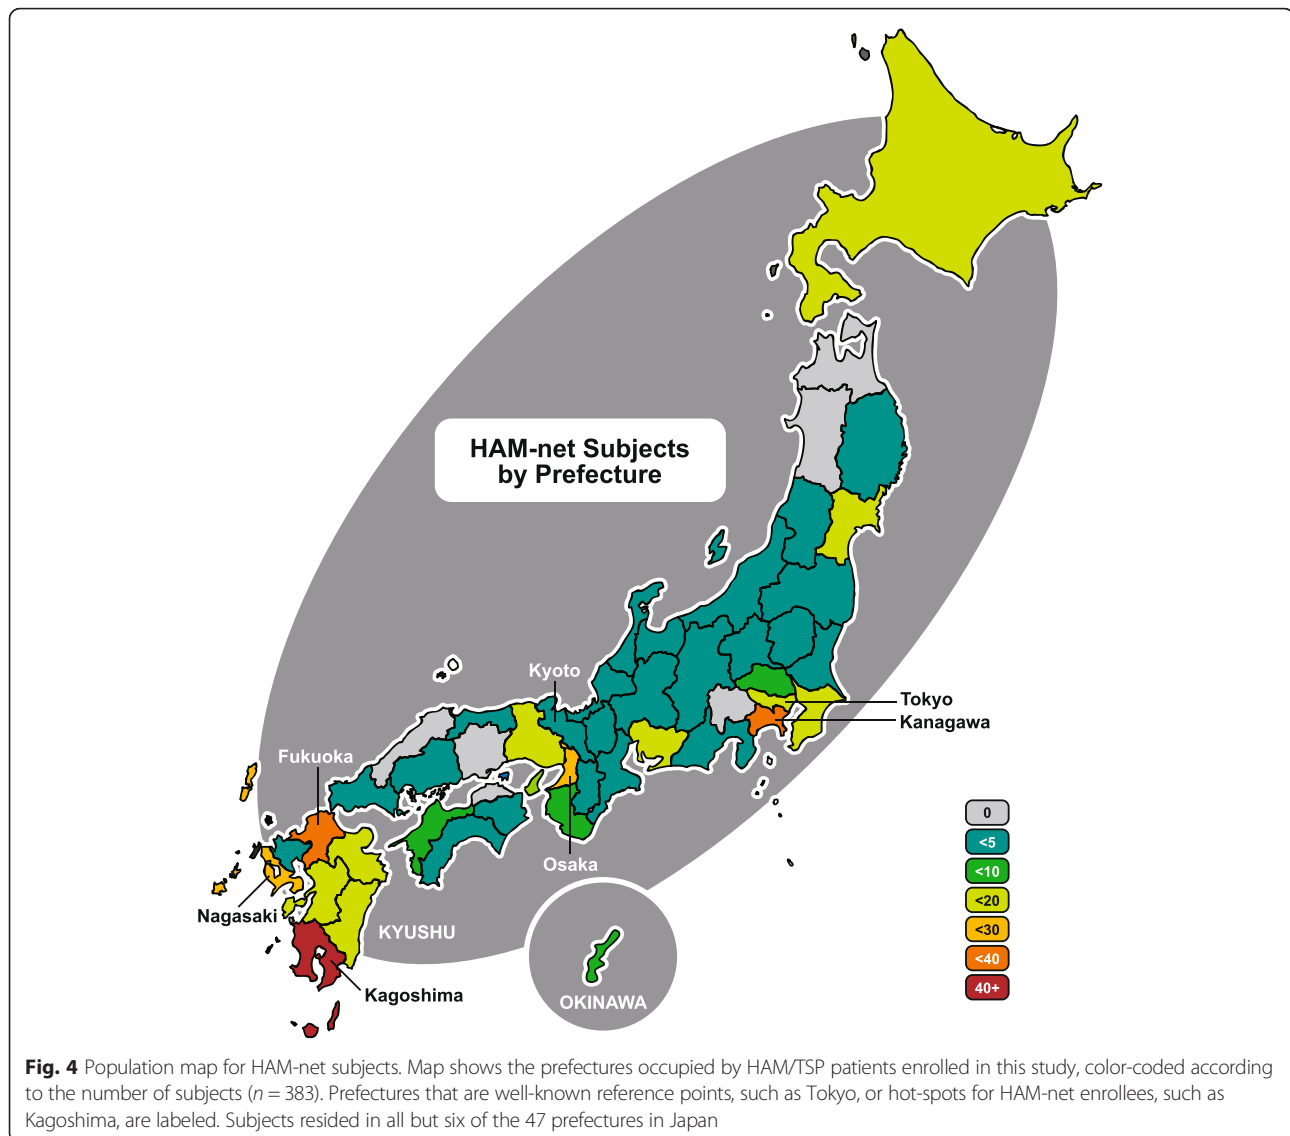 HAM-net Subjects
by Prefecture
Kyoto
Tokyo
Kanagawa
Fukuoka
Osaka
Nagasaki
KYUSHU
Kagoshima
OKINAWA
0
<5
<10
<20
<30
<40
40+
Fig. 4 Population map for HAM-net subjects. Map shows the prefectures occupied by HAM/TSP patients enrolled in this study, color-coded according
to the number of subjects (n = 383). Prefectures that are well-known reference points, such as Tokyo, or hot-spots for HAM-net enrollees, such as
Kagoshima, are labeled. Subjects resided in all but six of the 47 prefectures in Japan